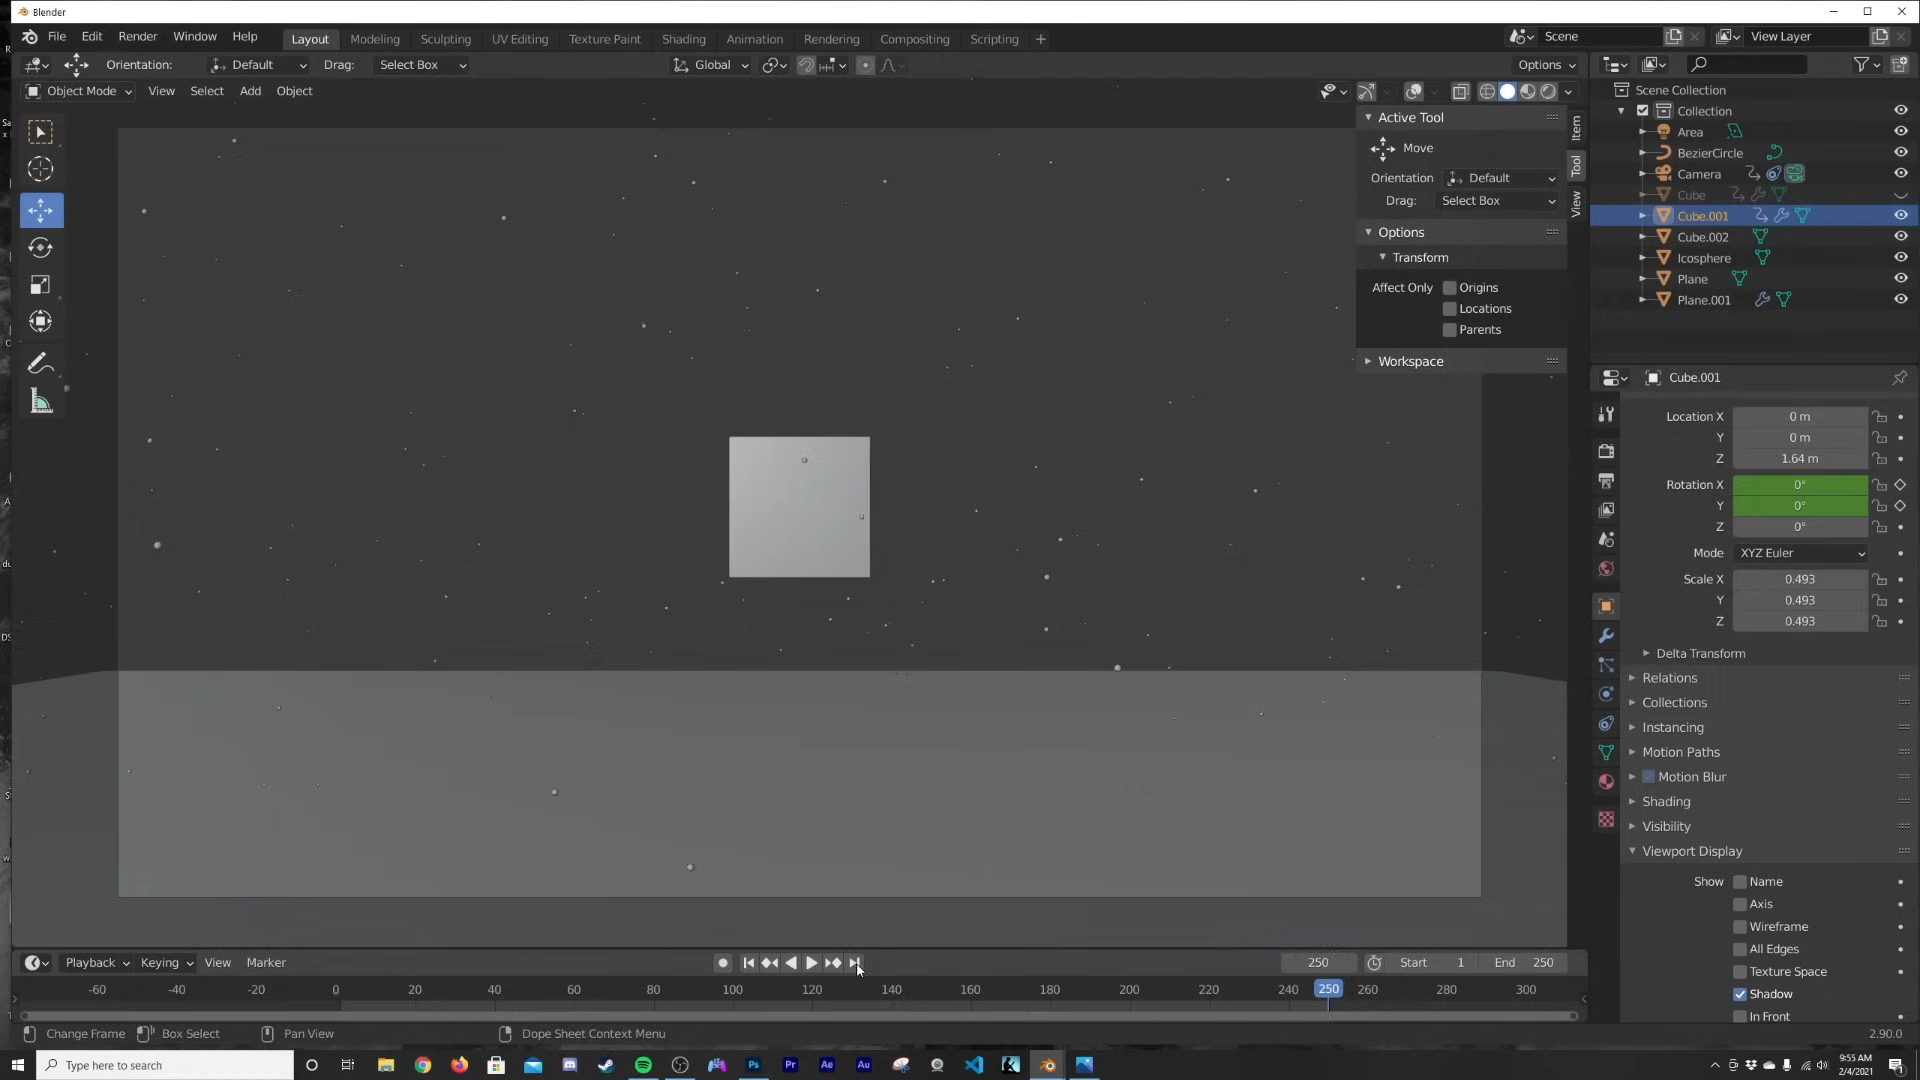 Blender
File Edit Render Window Help Layout Modeling Sculpting UV Editing Texture Paint Shading Animation Rendering Compositing Scripting + Scene View Layer
Orientation: Default Drag: Select Box Global Options
Object Mode View Select Add Object
Active Tool
Move
Orientation Default
Drag: Select Box
Options
Transform
Affect Only Origins
Locations
Parents
Workspace
Item
Tool
View
Scene Collection
Collection
Area
BezierCircle
Camera
Cube
Cube.001
Cube.002
Icosphere
Plane
Plane.001
Cube.001
Location X 0 m
Y 0 m
Z 1.64 m
Rotation X 0°
Y 0°
Z 0°
Mode XYZ Euler
Scale X 0.493
Y 0.493
Z 0.493
Delta Transform
Relations
Collections
Instancing
Motion Paths
Motion Blur
Shading
Visibility
Viewport Display
Show Name
Axis
Wireframe
All Edges
Texture Space
Shadow
In Front
Playback Keying View Marker 250 Start 1 End 250
-60 -40 -20 0 20 40 60 80 100 120 140 160 180 200 220 240 250 260 280 300
Change Frame Box Select Pan View Dope Sheet Context Menu 2.90.0
Type here to search Ps Pr Ae Au 9:55 AM
2/4/2021